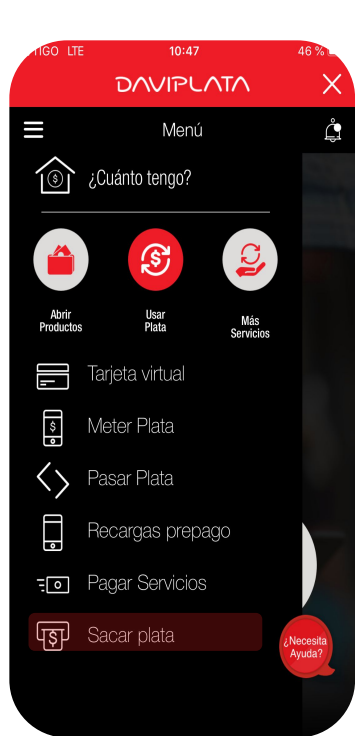 TIGO LTE 10:47 46 %
DAVIPLATA
Menú
¿Cuánto tengo?
Abrir
Productos
Usar
Plata
Más
Servicios
Tarjeta virtual
Meter Plata
Pasar Plata
Recargas prepago
Pagar Servicios
Sacar plata
¿Necesita
Ayuda?